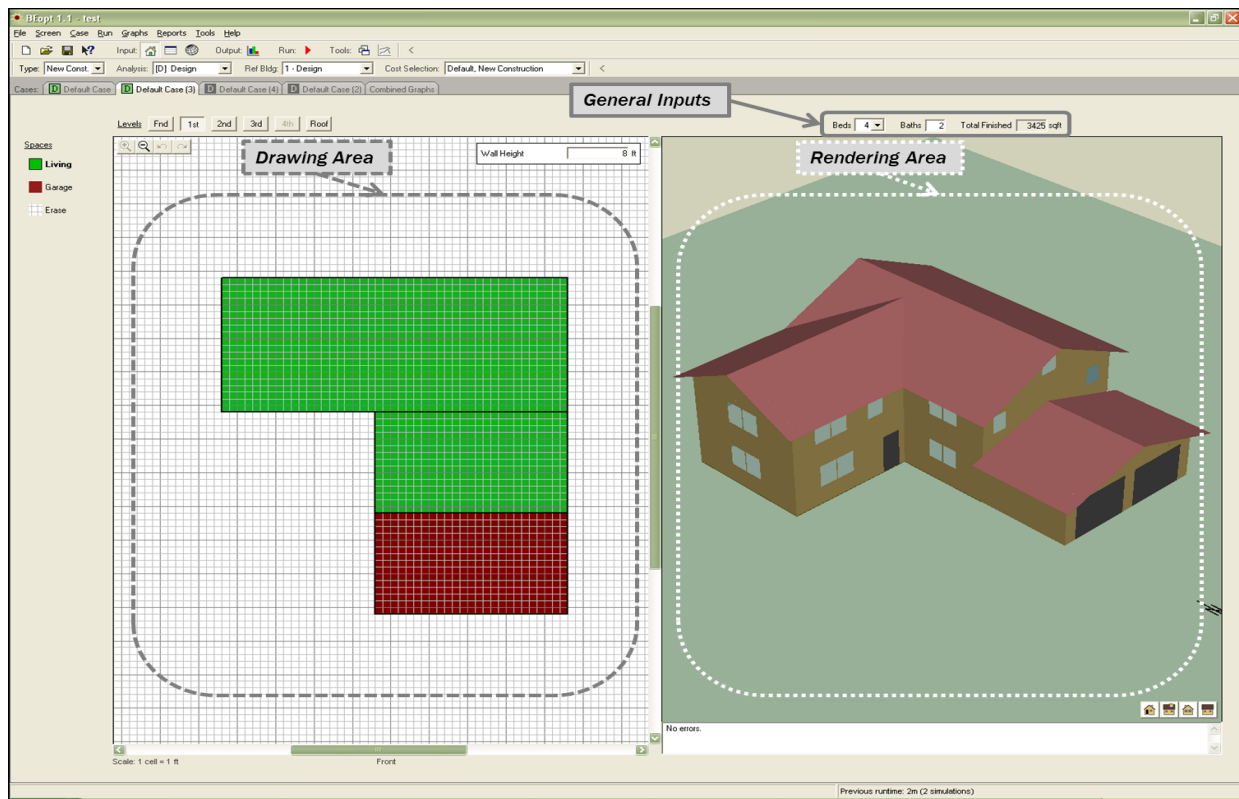 BEopt 1.1 - test
File Screen Case Run Graphs Reports Tools Help
Input: Output: Run: Tools: <
Type: New Const. Analysis: [D] Design Ref Bldg: 1 - Design Cost Selection: Default, New Construction <
Cases: D Default Case D Default Case (3) D Default Case (4) D Default Case (2) Combined Graphs
General Inputs
Levels Fnd 1st 2nd 3rd 4th Roof
Beds 4 Baths 2 Total Finished 3425 sqft
Spaces
Living
Garage
Erase
Drawing Area
Wall Height 8 ft
Rendering Area
No errors.
Scale: 1 cell = 1 ft Front
Previous runtime: 2m (2 simulations)